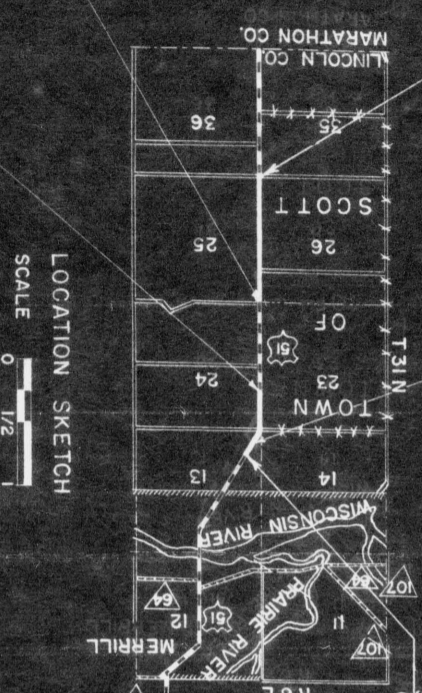 MARATHON CO.
LINCOLN CO.
36
35
SCOTT
25
26
OF
T31N
51
24
23
TOWN
13
14
WISCONSIN RIVER
PRAIRIE RIVER
64
64
107
107
51
12
11
MERRILL
LOCATION SKETCH
SCALE
0 1/2 1